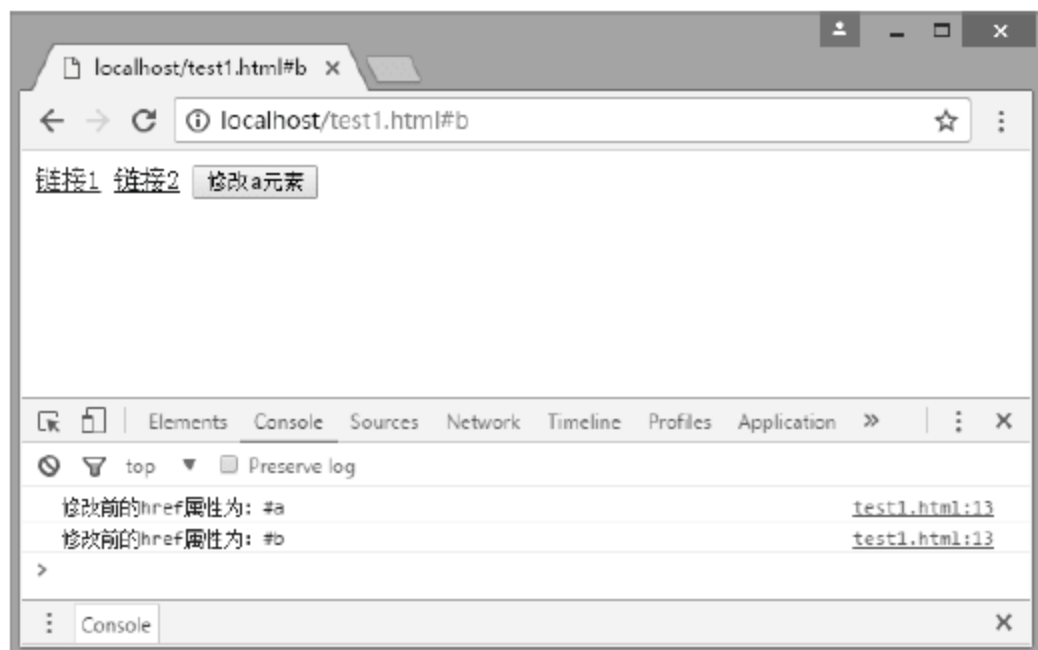 localhost/test1.html#b
localhost/test1.html#b
链接1 链接2 修改a元素
Elements Console Sources Network Timeline Profiles Application
top Preserve log
修改前的href属性为: #a test1.html:13
修改前的href属性为: #b test1.html:13
>
Console